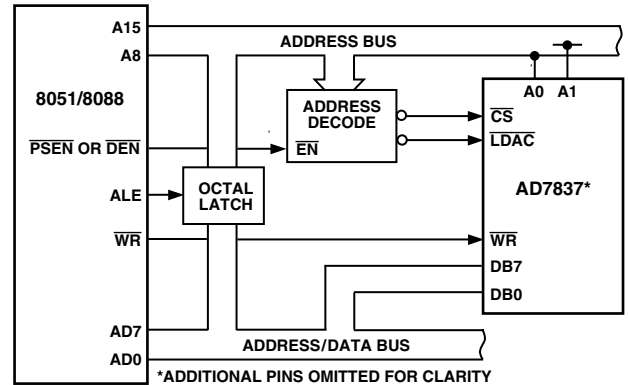 A15
A8
8051/8088
PSEN OR DEN
ALE
WR
AD7
AD0
ADDRESS BUS
ADDRESS
DECODE
EN
OCTAL
LATCH
A0 A1
CS
LDAC
AD7837*
WR
DB7
DB0
ADDRESS/DATA BUS
*ADDITIONAL PINS OMITTED FOR CLARITY